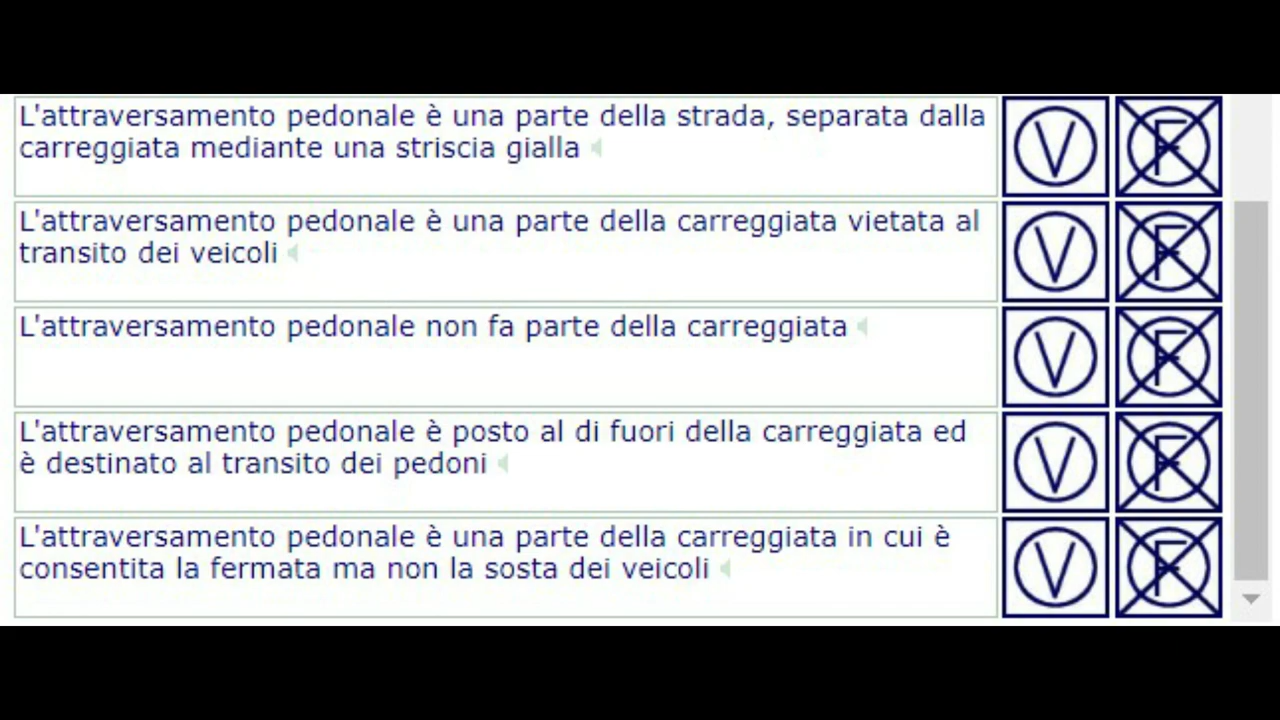 L'attraversamento pedonale è una parte della strada, separata dalla
carreggiata mediante una striscia gialla
V F
L'attraversamento pedonale è una parte della carreggiata vietata al
transito dei veicoli
V F
L'attraversamento pedonale non fa parte della carreggiata
V F
L'attraversamento pedonale è posto al di fuori della carreggiata ed
è destinato al transito dei pedoni
V F
L'attraversamento pedonale è una parte della carreggiata in cui è
consentita la fermata ma non la sosta dei veicoli
V F